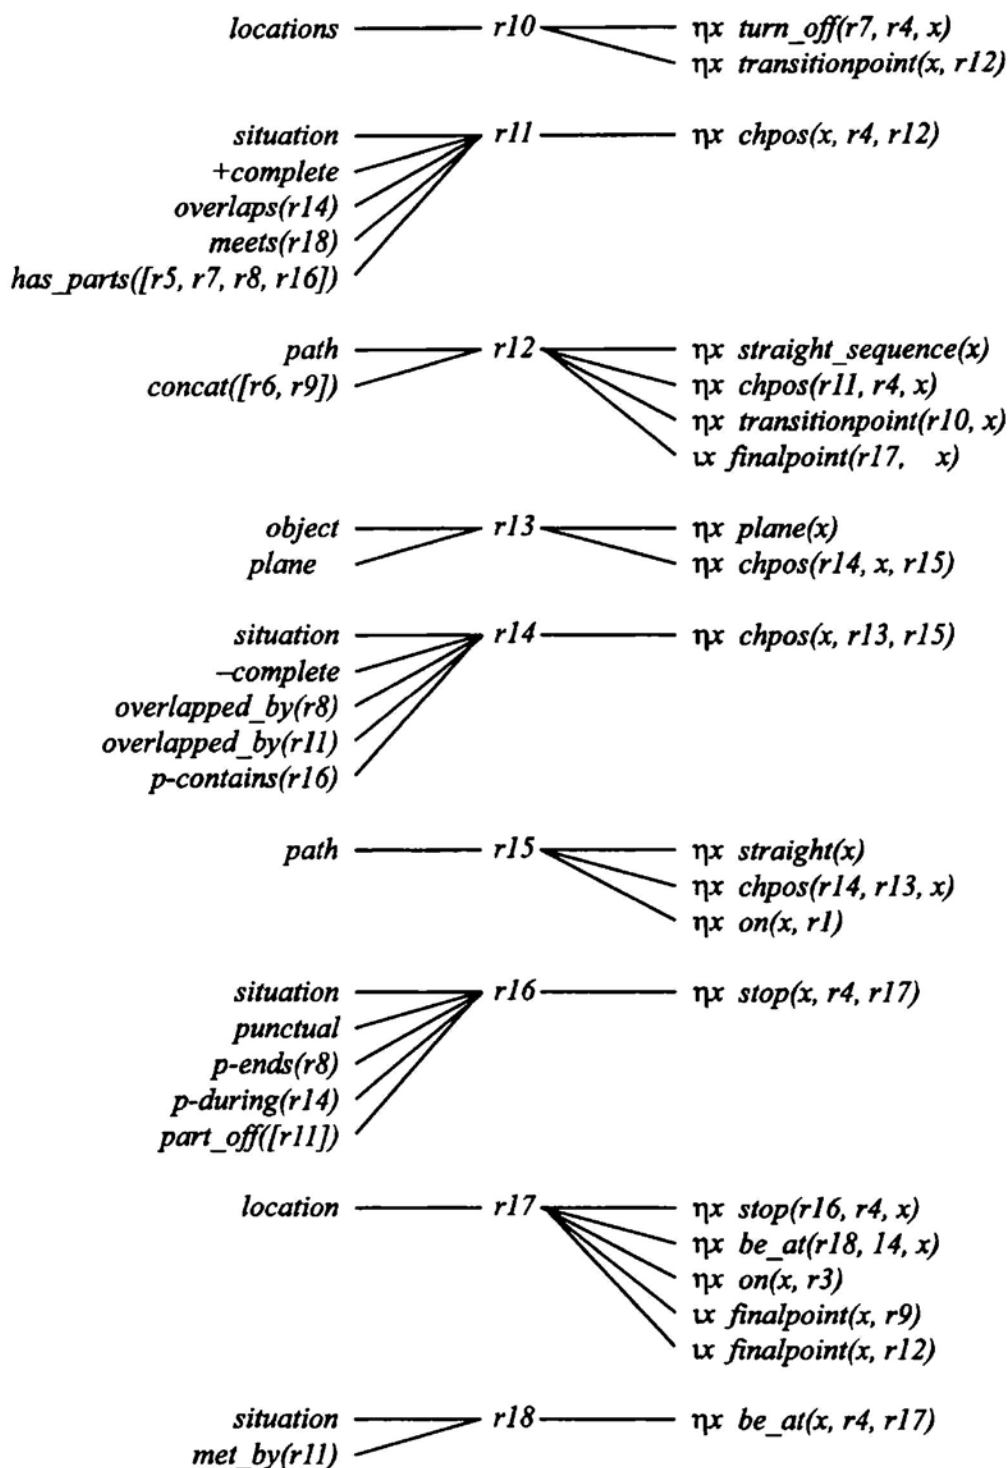 locations r10 ηx turn_off(r7, r4, x)
ηx transitionpoint(x, r12)
situation r11 ηx chpos(x, r4, r12)
+complete
overlaps(r14)
meets(r18)
has_parts([r5, r7, r8, r16])
path r12 ηx straight_sequence(x)
concat([r6, r9]) ηx chpos(r11, r4, x)
ηx transitionpoint(r10, x)
ιx finalpoint(r17, x)
object r13 ηx plane(x)
plane ηx chpos(r14, x, r15)
situation r14 ηx chpos(x, r13, r15)
–complete
overlapped_by(r8)
overlapped_by(r11)
p-contains(r16)
path r15 ηx straight(x)
ηx chpos(r14, r13, x)
ηx on(x, r1)
situation r16 ηx stop(x, r4, r17)
punctual
p-ends(r8)
p-during(r14)
part_off([r11])
location r17 ηx stop(r16, r4, x)
ηx be_at(r18, 14, x)
ηx on(x, r3)
ιx finalpoint(x, r9)
ιx finalpoint(x, r12)
situation r18 ηx be_at(x, r4, r17)
met_by(r11)